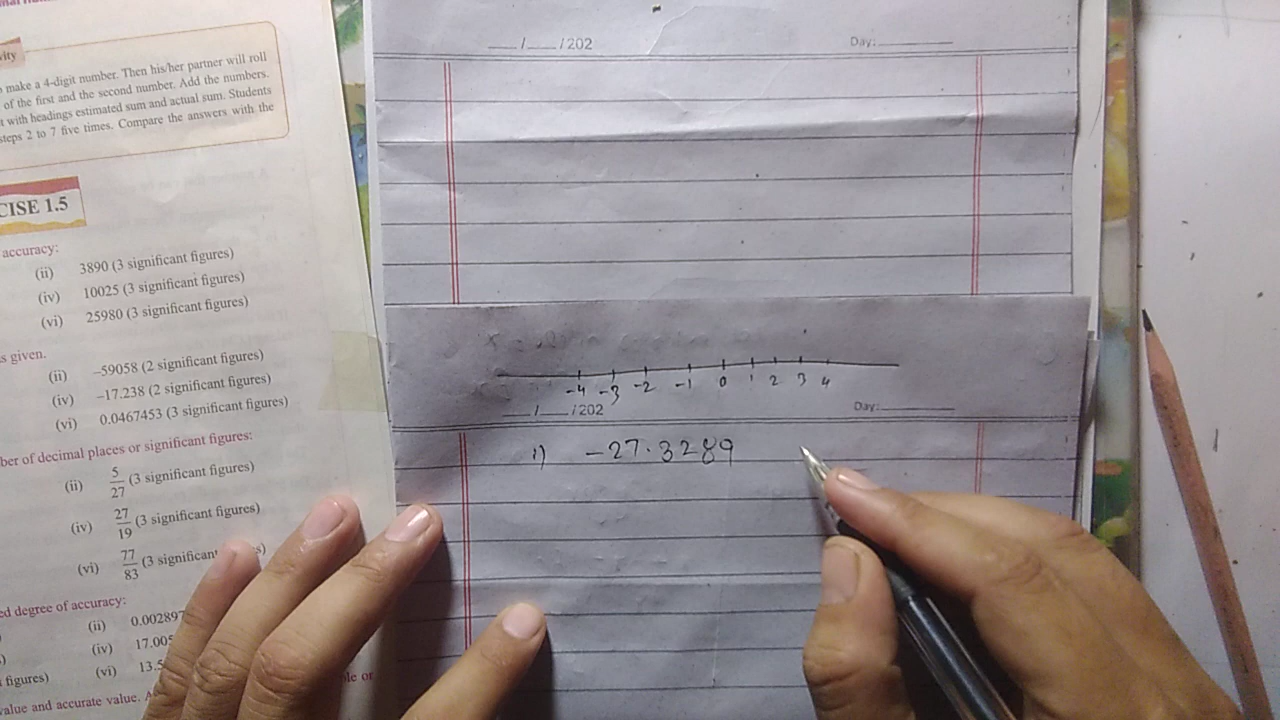 vity
make a 4-digit number. Then his/her partner will roll
of the first and the second number. Add the numbers.
t with headings estimated sum and actual sum. Students
steps 2 to 7 five times. Compare the answers with the
CISE 1.5
accuracy:
(ii) 3890 (3 significant figures)
(iv) 10025 (3 significant figures)
(vi) 25980 (3 significant figures)
s given.
(ii) –59058 (2 significant figures)
(iv) –17.238 (2 significant figures)
(vi) 0.0467453 (3 significant figures)
ber of decimal places or significant figures:
(ii) 5/27 (3 significant figures)
(iv) 27/19 (3 significant figures)
(vi) 77/83 (3 significan s)
ed degree of accuracy:
(ii) 0.002897
(iv) 17.005
figures) (vi) 13.5
value and accurate value.
___/___/202 Day:
-4 -3 -2 -1 0 1 2 3 4
___/___/202 Day:
i) -27.3289